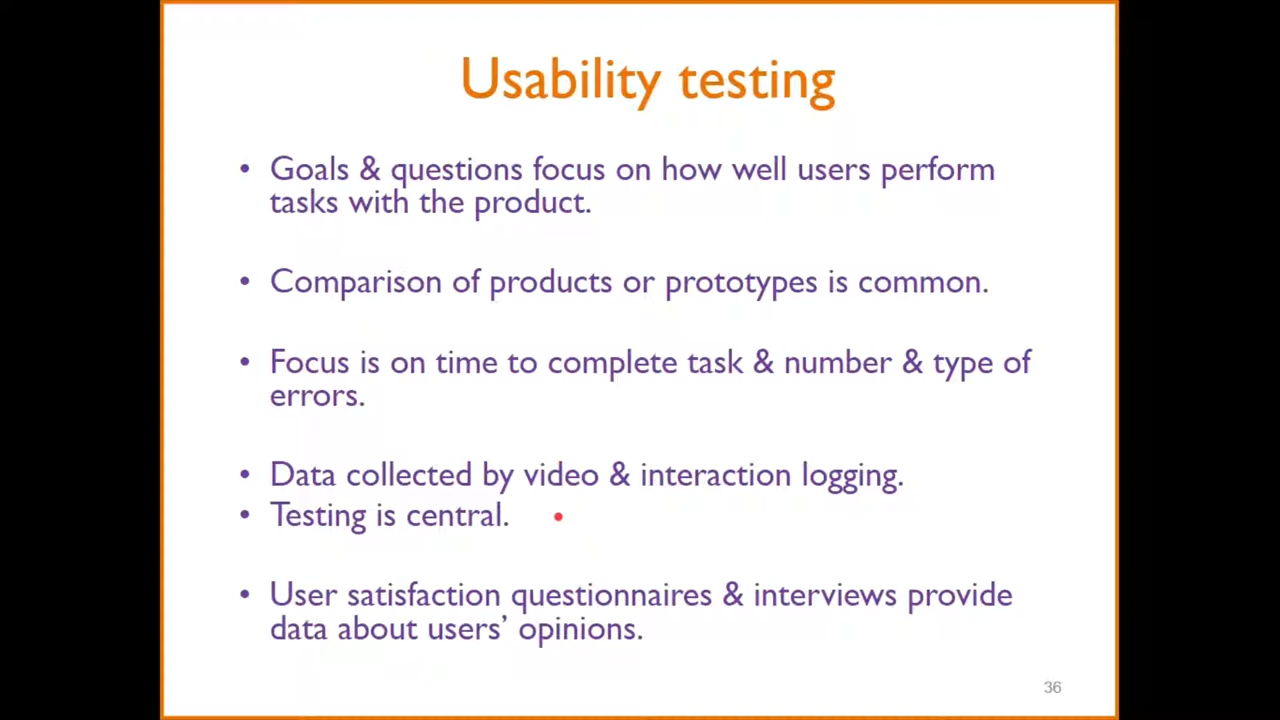 Usability testing
• Goals & questions focus on how well users perform
tasks with the product.
• Comparison of products or prototypes is common.
• Focus is on time to complete task & number & type of
errors.
• Data collected by video & interaction logging.
• Testing is central.
• User satisfaction questionnaires & interviews provide
data about users’ opinions.
36